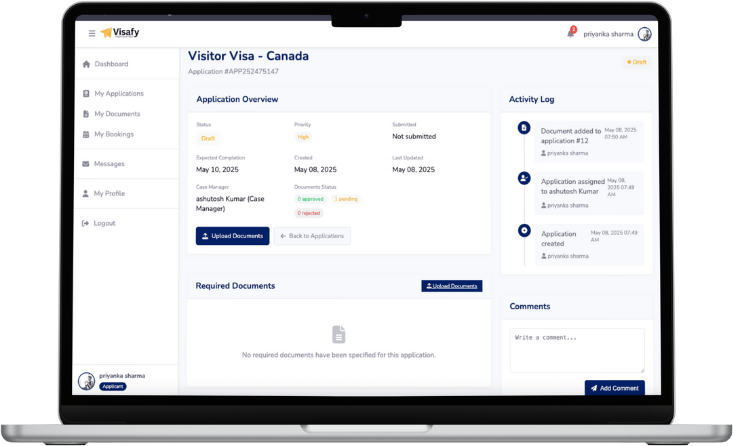 Visafy
2
priyanka sharma
Dashboard
My Applications
My Documents
My Bookings
Messages
My Profile
Logout
priyanka sharma
Applicant
Visitor Visa - Canada
Application #APP252475147
Draft
Application Overview
Status
Priority
Submitted
Draft
High
Not submitted
Expected Completion
Created
Last Updated
May 10, 2025
May 08, 2025
May 08, 2025
Case Manager
Documents Status
ashutosh Kumar (Case
Manager)
0 approved
1 pending
0 rejected
Upload Documents
← Back to Applications
Required Documents
Upload Documents
No required documents have been specified for this application.
Activity Log
Document added to
application #12
May 08, 2025
07:50 AM
priyanka sharma
Application assigned
to ashutosh Kumar
May 08,
2025 07:49
AM
priyanka sharma
Application
created
May 08, 2025 07:49
AM
priyanka sharma
Comments
Write a comment...
Add Comment